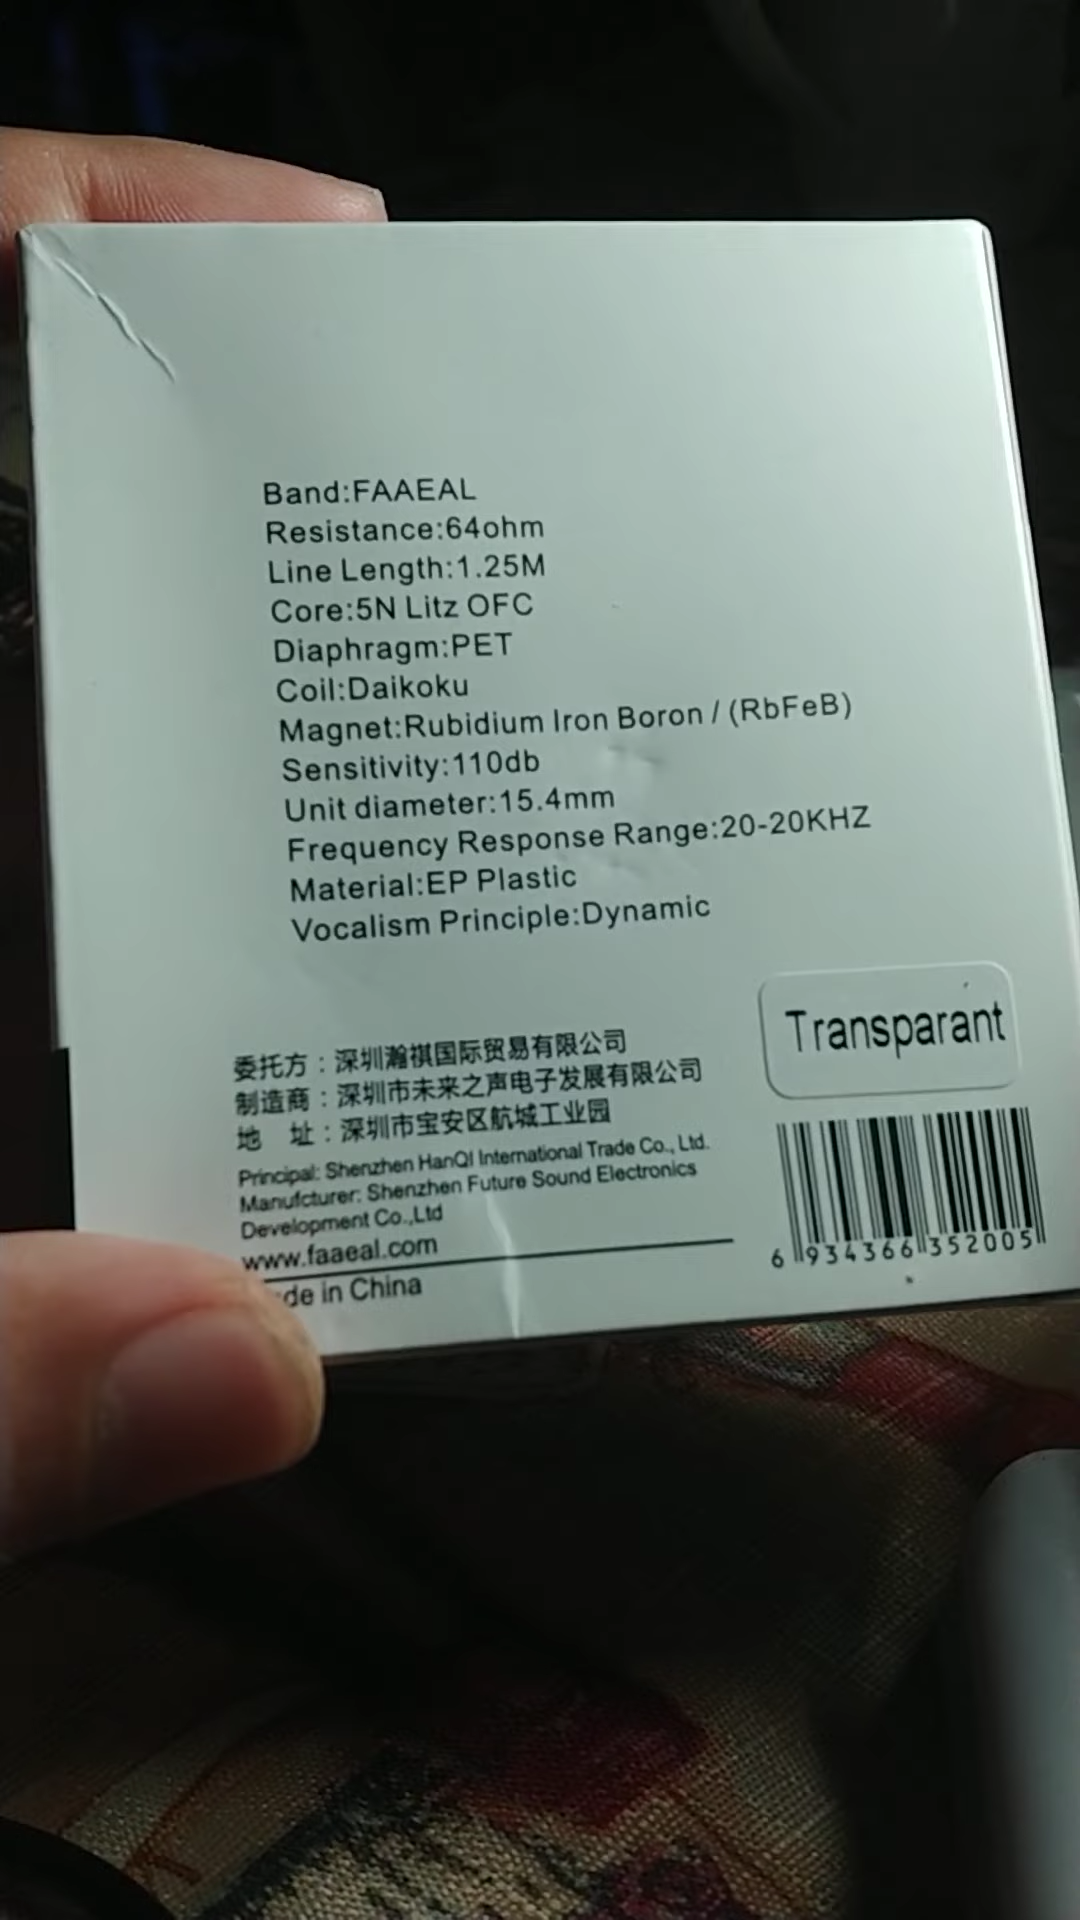 Band:FAAEAL
Resistance:64ohm
Line Length:1.25M
Core:5N Litz OFC
Diaphragm:PET
Coil:Daikoku
Magnet:Rubidium Iron Boron / (RbFeB)
Sensitivity:110db
Unit diameter:15.4mm
Frequency Response Range:20-20KHZ
Material:EP Plastic
Vocalism Principle:Dynamic
Transparant
委托方：深圳瀚祺国际贸易有限公司
制造商：深圳市未来之声电子发展有限公司
地 址：深圳市宝安区航城工业园
Principal: Shenzhen HanQI International Trade Co., Ltd.
Manufcturer: Shenzhen Future Sound Electronics
Development Co.,Ltd
www.faaeal.com
de in China
6 934366 352005